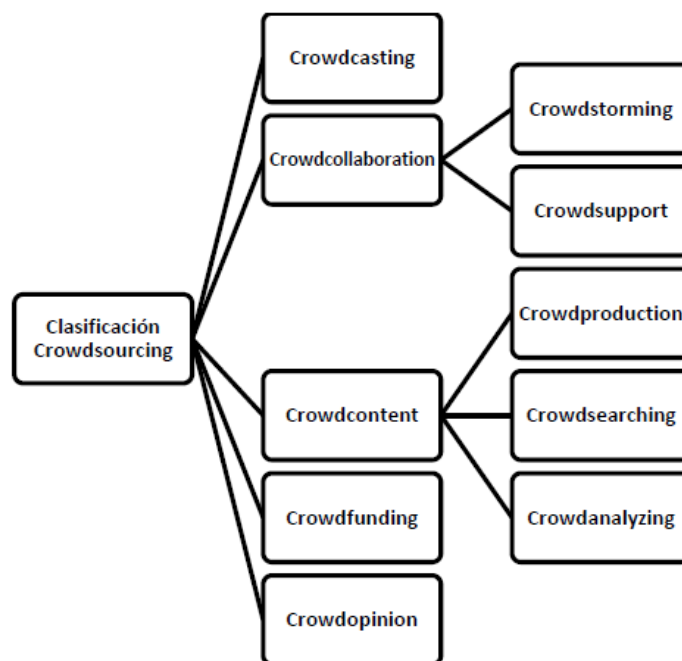 Crowdcasting
Crowdstorming
Crowdcollaboration
Crowdsupport
Crowdproduction
Clasificación
Crowdsourcing
Crowdcontent
Crowdsearching
Crowdfunding
Crowdanalyzing
Crowdopinion